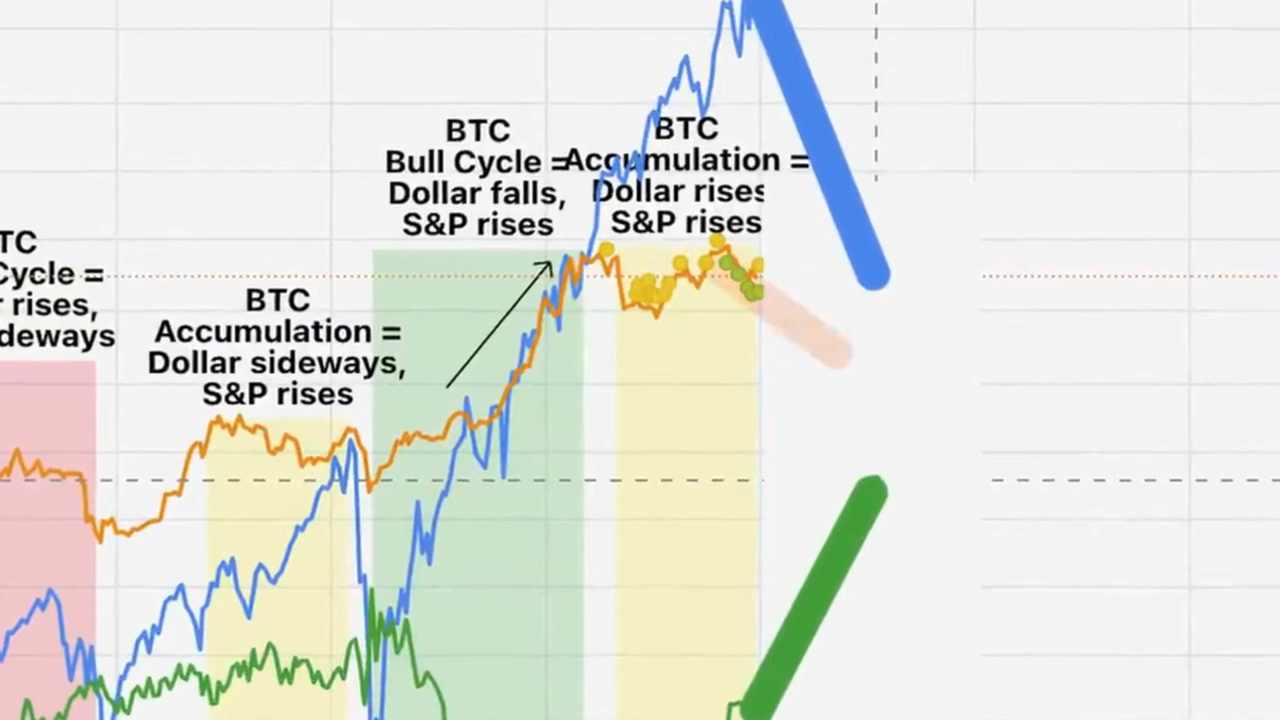 TC
Cycle =
r rises,
deways
BTC
Accumulation =
Dollar sideways,
S&P rises
BTC
Bull Cycle =
Dollar falls,
S&P rises
BTC
Accumulation =
Dollar rises
S&P rises